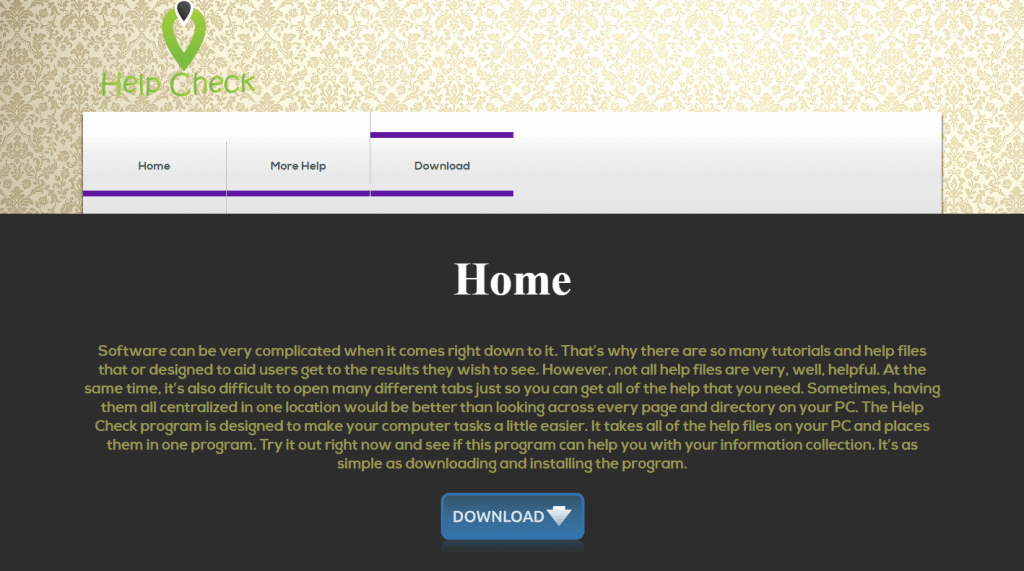 Help Check
Home
More Help
Download
Home
Software can be very complicated when it comes right down to it. That's why there are so many tutorials and help files
that or designed to aid users get to the results they wish to see. However, not all help files are very, well, helpful. At the
same time, it's also difficult to open many different tabs just so you can get all of the help that you need. Sometimes, having
them all centralized in one location would be better than looking across every page and directory on your PC. The Help
Check program is designed to make your computer tasks a little easier. It takes all of the help files on your PC and places
them in one program. Try it out right now and see if this program can help you with your information collection. It's as
simple as downloading and installing the program.
DOWNLOAD